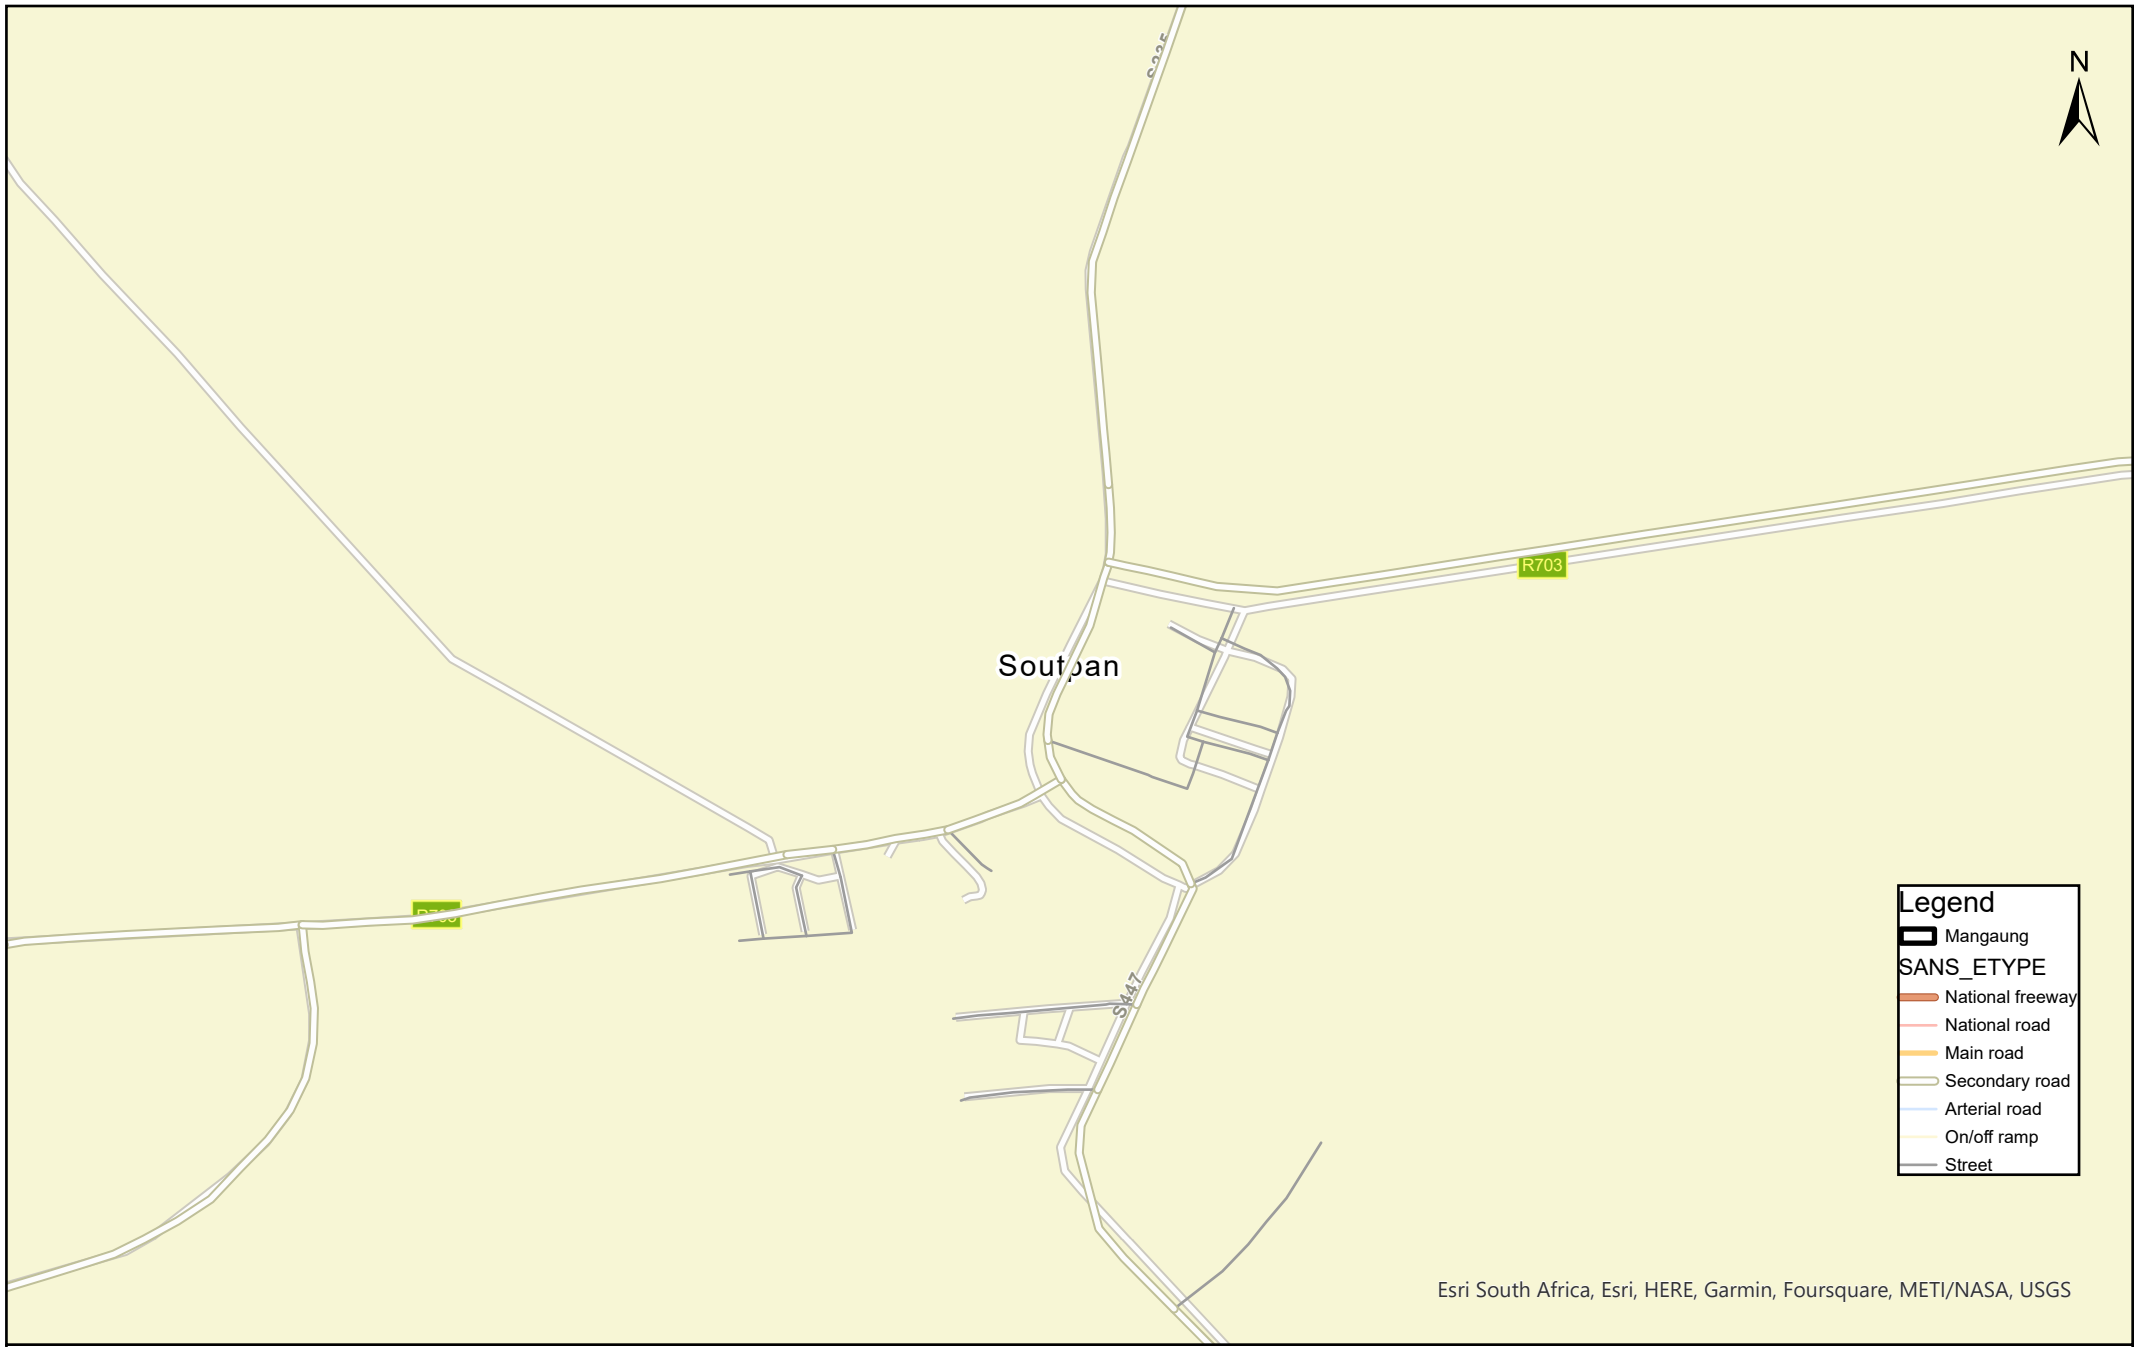 N
R703
Soutpan
S447
Legend
Mangaung
SANS_ETYPE
National freeway
National road
Main road
Secondary road
Arterial road
On/off ramp
Street
Esri South Africa, Esri, HERE, Garmin, Foursquare, METI/NASA, USGS